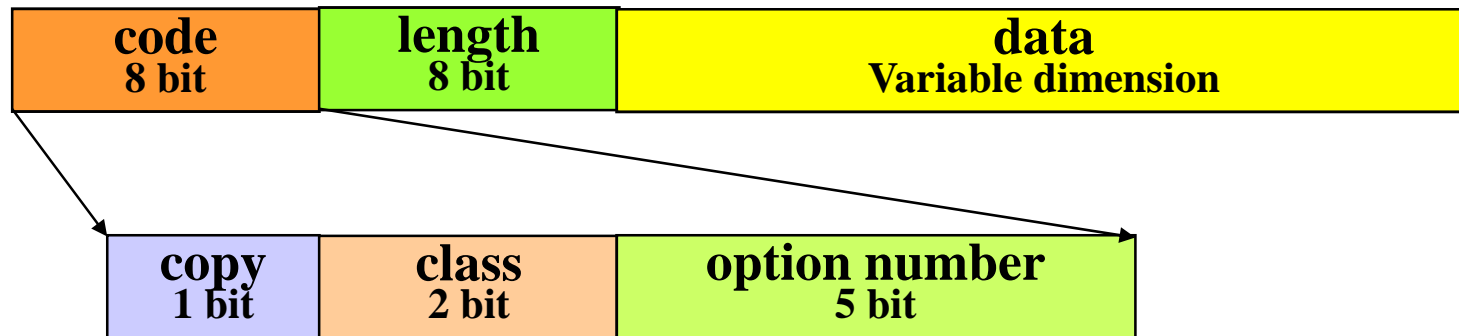 code
8 bit
length
8 bit
data
Variable dimension
copy
1 bit
class
2 bit
option number
5 bit